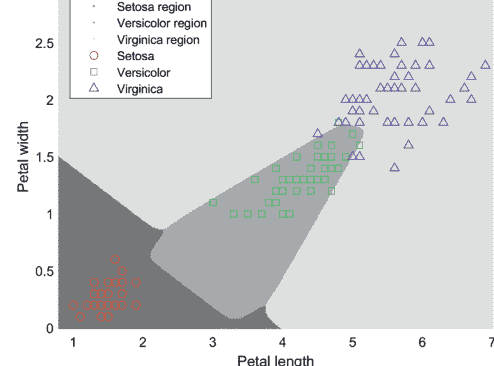 Setosa region
Versicolor region
Virginica region
Setosa
Versicolor
Virginica
2.5
2
1.5
1
0.5
0
Petal width
1 2 3 4 5 6 7
Petal length